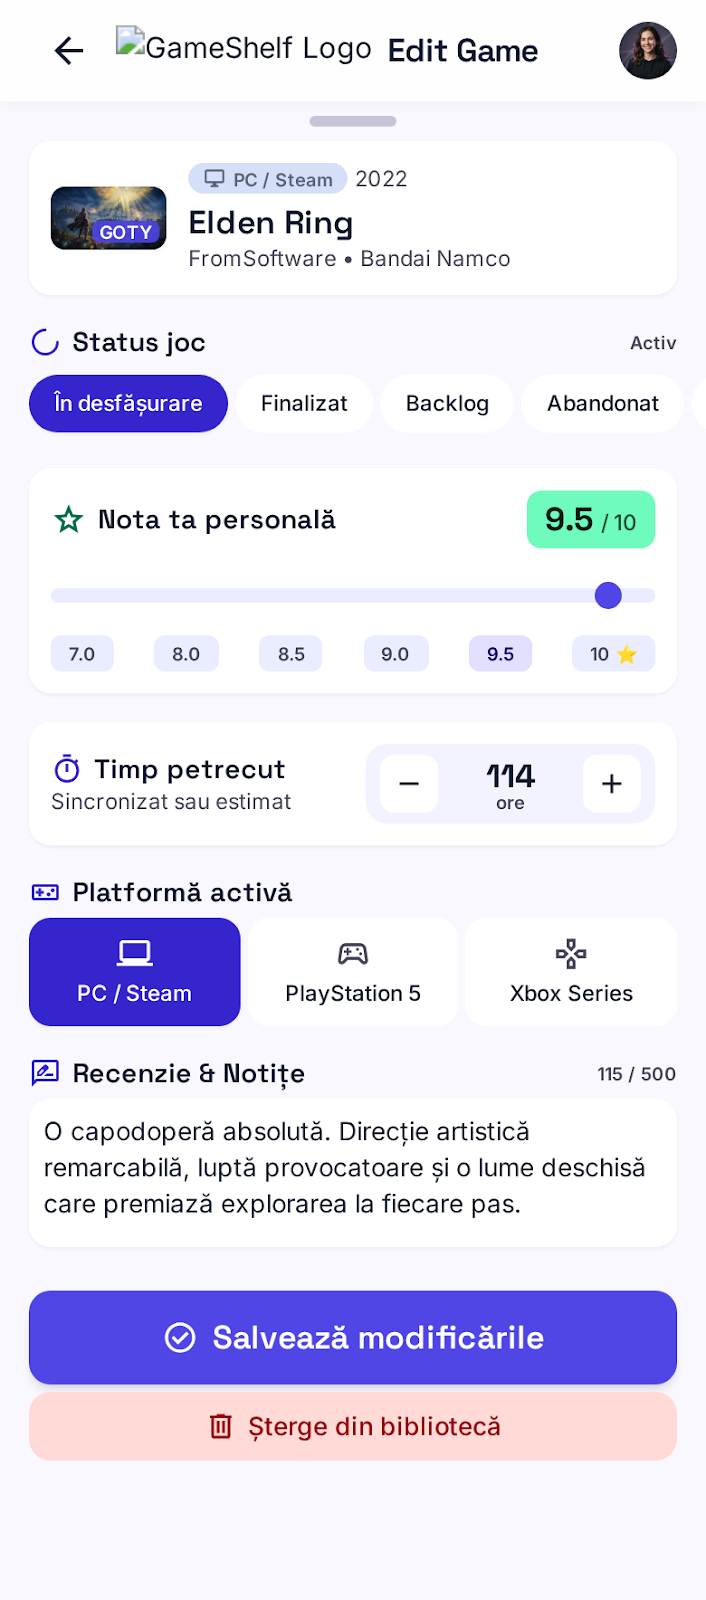 GameShelf Logo Edit Game
PC / Steam 2022
GOTY
Elden Ring
FromSoftware • Bandai Namco
Status joc Activ
În desfășurare Finalizat Backlog Abandonat
Nota ta personală 9.5 / 10
7.0 8.0 8.5 9.0 9.5 10 ⭐
Timp petrecut
Sincronizat sau estimat
− 114 +
ore
Platformă activă
PC / Steam PlayStation 5 Xbox Series
Recenzie & Notițe 115 / 500
O capodoperă absolută. Direcție artistică
remarcabilă, luptă provocatoare și o lume deschisă
care premiază explorarea la fiecare pas.
Salvează modificările
Șterge din bibliotecă